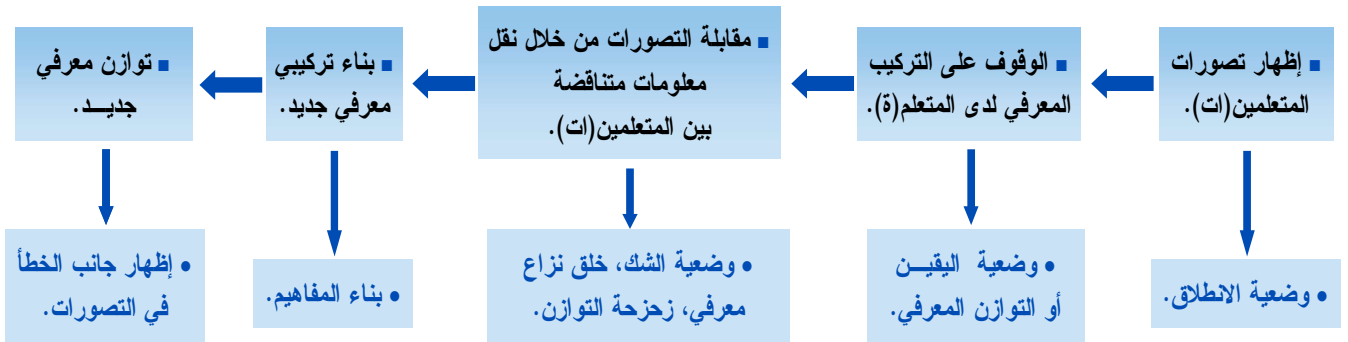 ▪ إظهار تصورات
المتعلمين(ات).
▪ الوقوف على التركيب
المعرفي لدى المتعلم(ة).
▪ مقابلة التصورات من خلال نقل
معلومات متناقضة
بين المتعلمين(ات).
▪ بناء تركيبي
معرفي جديد.
▪ توازن معرفي
جديــد.
• وضعية الانطلاق.
• وضعية اليقيــن
أو التوازن المعرفي.
• وضعية الشك، خلق نزاع
معرفي، زحزحة التوازن.
• بناء المفاهيم.
• إظهار جانب الخطأ
في التصورات.